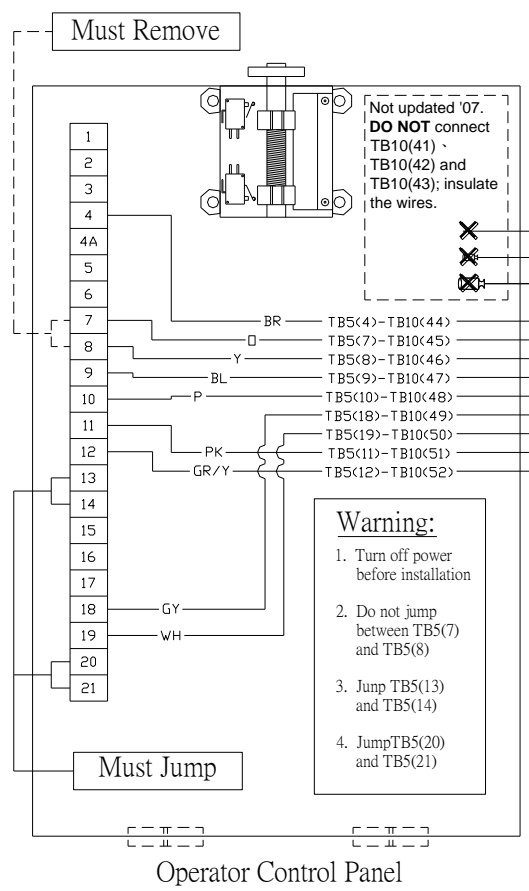 Must Remove
Not updated '07.
DO NOT connect
TB10(41)、
TB10(42) and
TB10(43); insulate
the wires.
1
2
3
4
4A
5
6
7
8
9
10
11
12
13
14
15
16
17
18
19
20
21
BR TB5(4)-TB10(44)
O TB5(7)-TB10(45)
Y TB5(8)-TB10(46)
BL TB5(9)-TB10(47)
P TB5(10)-TB10(48)
TB5(18)-TB10(49)
TB5(19)-TB10(50)
PK TB5(11)-TB10(51)
GR/Y TB5(12)-TB10(52)
GY
WH
Warning:
1. Turn off power
before installation
2. Do not jump
between TB5(7)
and TB5(8)
3. Junp TB5(13)
and TB5(14)
4. JumpTB5(20)
and TB5(21)
Must Jump
Operator Control Panel